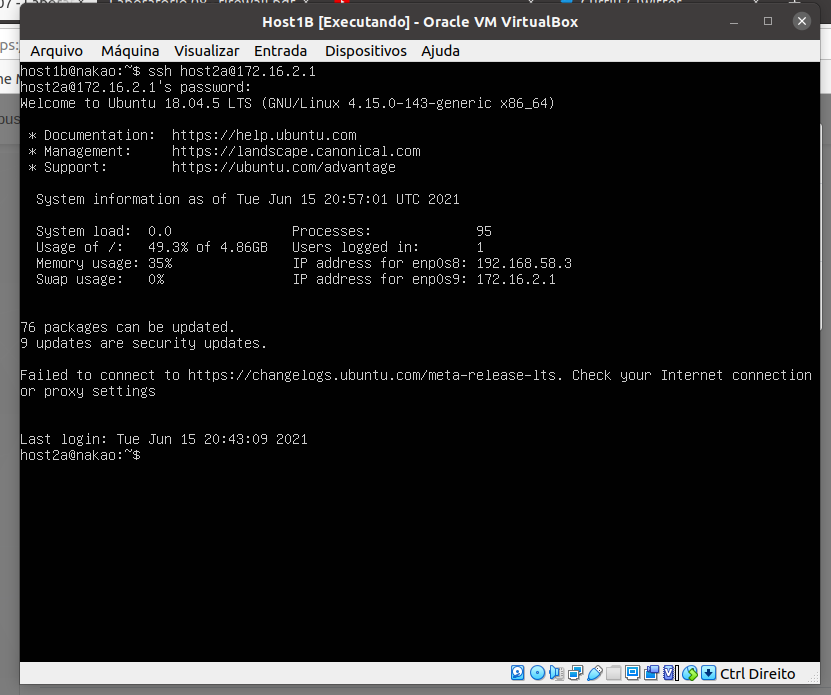 Host1B [Executando] - Oracle VM VirtualBox
Arquivo Máquina Visualizar Entrada Dispositivos Ajuda
host1b@nakao:~$ ssh host2a@172.16.2.1
host2a@172.16.2.1's password:
Welcome to Ubuntu 18.04.5 LTS (GNU/Linux 4.15.0-143-generic x86_64)
* Documentation: https://help.ubuntu.com
* Management: https://landscape.canonical.com
* Support: https://ubuntu.com/advantage
System information as of Tue Jun 15 20:57:01 UTC 2021
System load: 0.0 Processes: 95
Usage of /: 49.3% of 4.86GB Users logged in: 1
Memory usage: 35% IP address for enp0s8: 192.168.58.3
Swap usage: 0% IP address for enp0s9: 172.16.2.1
76 packages can be updated.
9 updates are security updates.
Failed to connect to https://changelogs.ubuntu.com/meta-release-lts. Check your Internet connection
or proxy settings
Last login: Tue Jun 15 20:43:09 2021
host2a@nakao:~$
Ctrl Direito